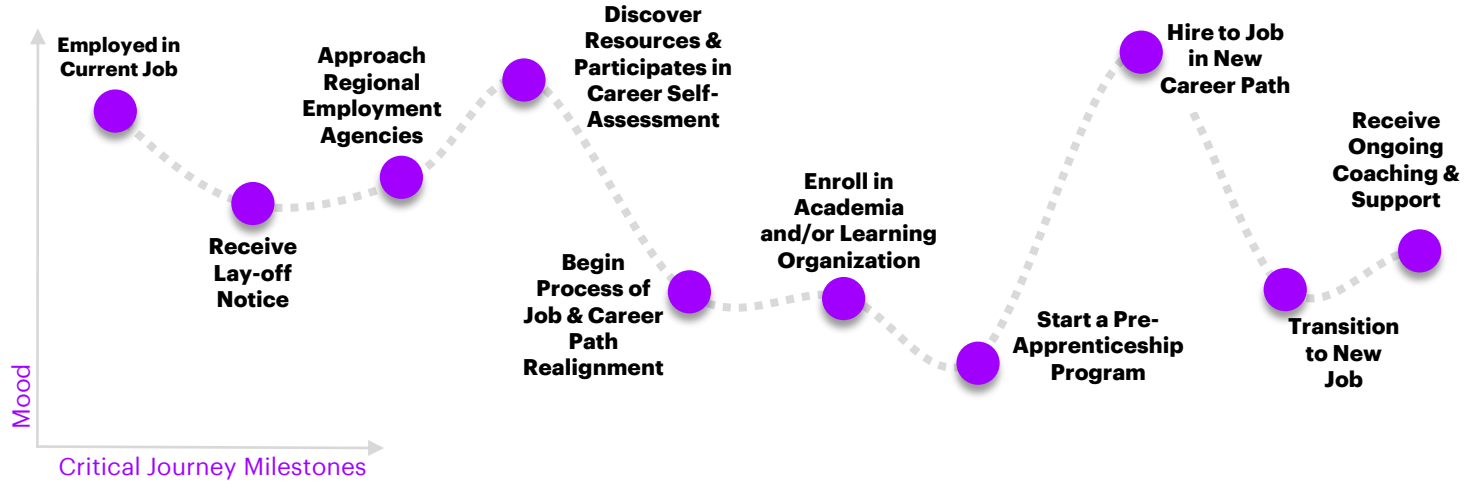 Employed in
Current Job
Receive
Lay-off
Notice
Approach
Regional
Employment
Agencies
Discover
Resources &
Participates in
Career Self-
Assessment
Begin
Process of
Job & Career
Path
Realignment
Enroll in
Academia
and/or Learning
Organization
Start a Pre-
Apprenticeship
Program
Hire to Job
in New
Career Path
Transition
to New
Job
Receive
Ongoing
Coaching &
Support
Mood
Critical Journey Milestones